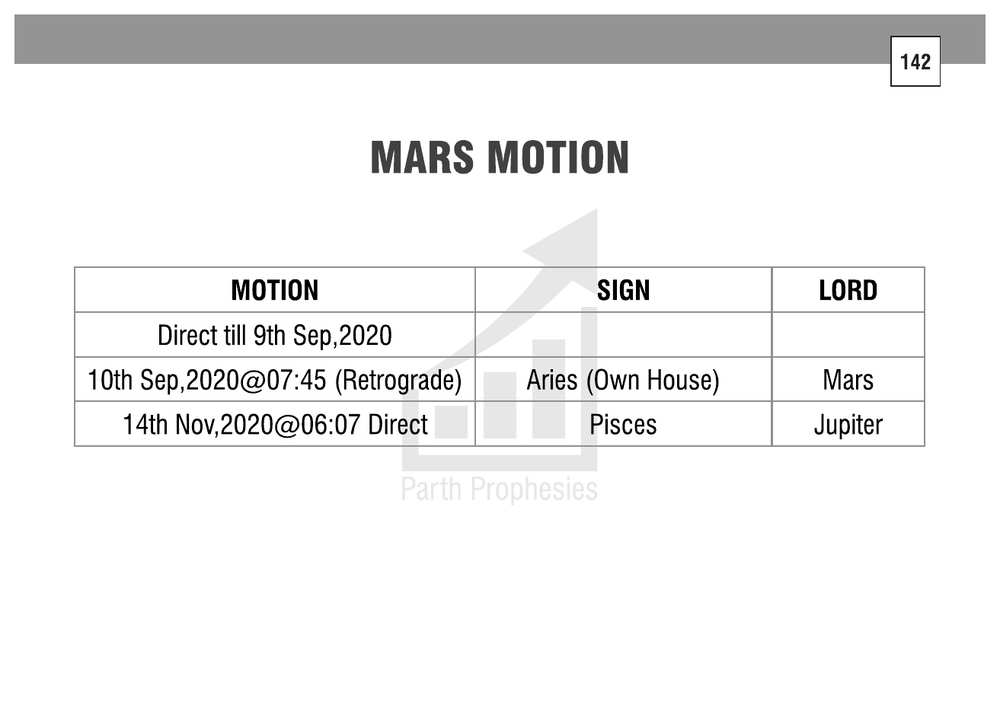 142
MARS MOTION
MOTION SIGN LORD
Direct till 9th Sep,2020
10th Sep,2020@07:45 (Retrograde) Aries (Own House) Mars
14th Nov,2020@06:07 Direct Pisces Jupiter
Parth Prophesies